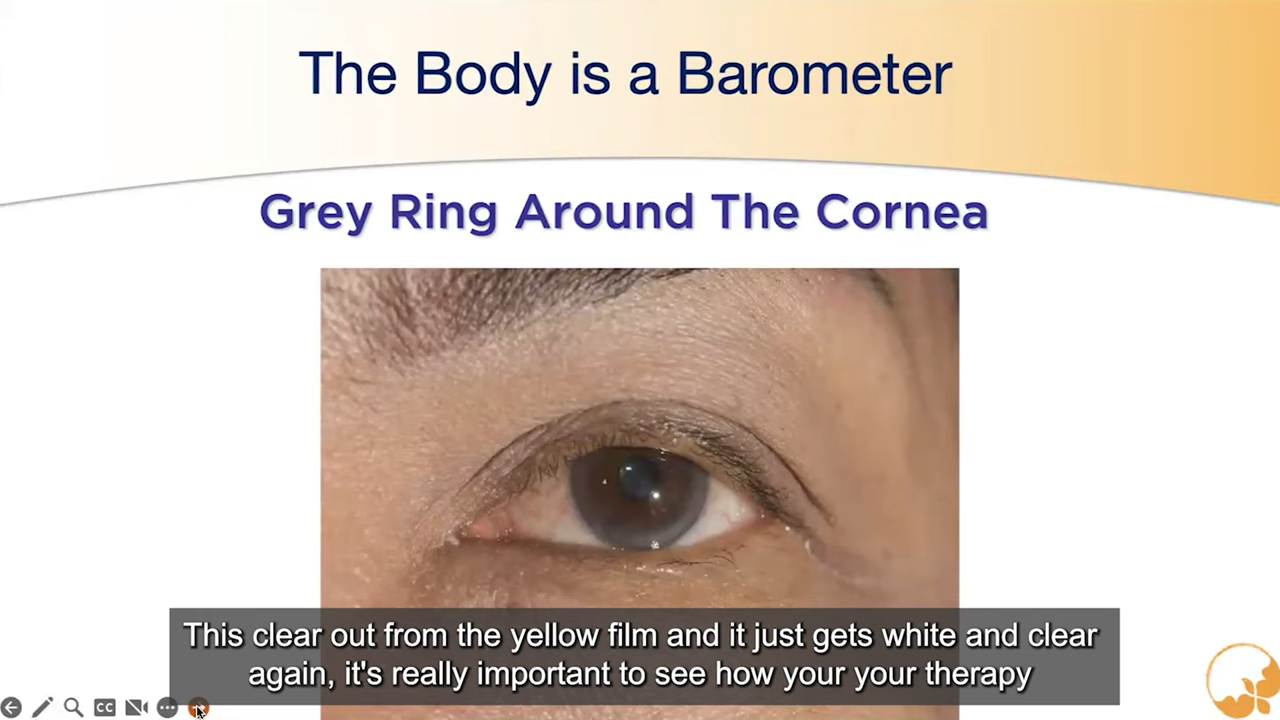 The Body is a Barometer
Grey Ring Around The Cornea
This clear out from the yellow film and it just gets white and clear
again, it's really important to see how your your therapy
CC